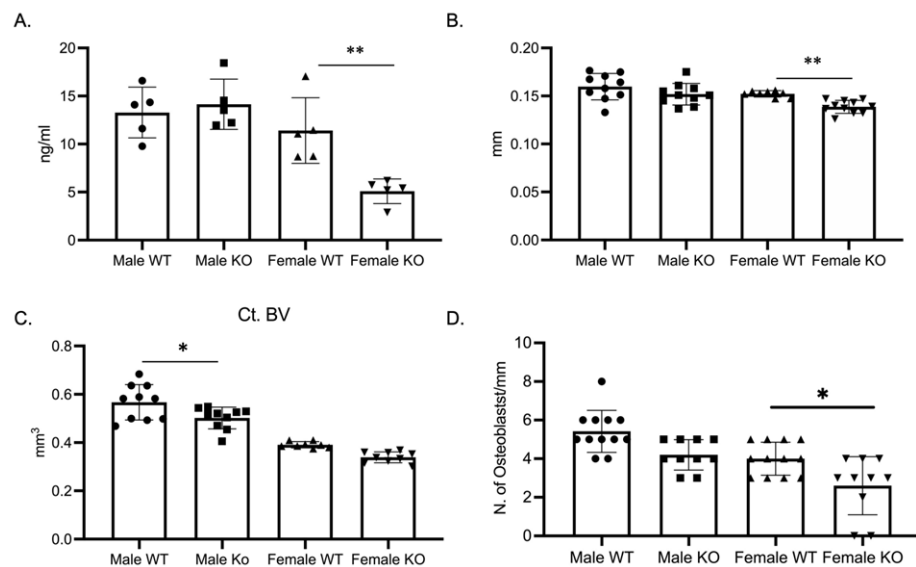 A.
20
15
10
5
0
ng/ml
**
Male WT Male KO Female WT Female KO
B.
0.20
0.15
0.10
0.05
0.00
mm
**
Male WT Male KO Female WT Female KO
C.
Ct. BV
0.8
0.6
0.4
0.2
0.0
mm³
*
Male WT Male Ko Female WT Female KO
D.
10
8
6
4
2
0
N. of Osteoblastst/mm
*
Male WT Male KO Female WT Female KO